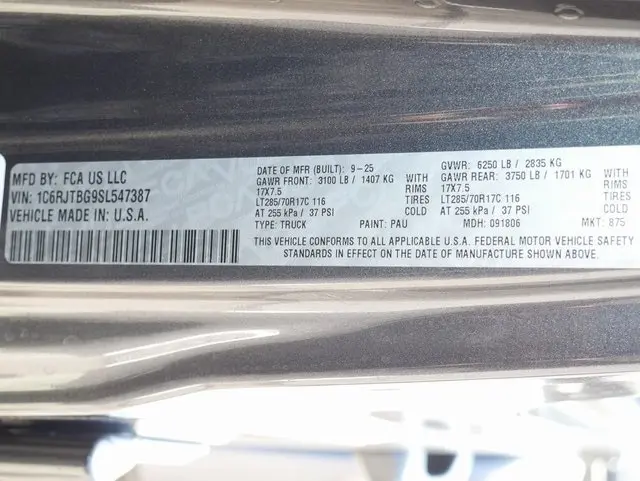 MFD BY: FCA US LLC
VIN: 1C6RJTBG9SL547387
VEHICLE MADE IN: U.S.A.
DATE OF MFR (BUILT): 9-25 GVWR: 6250 LB / 2835 KG
GAWR FRONT: 3100 LB / 1407 KG WITH GAWR REAR: 3750 LB / 1701 KG WITH
17X7.5 RIMS 17X7.5 RIMS
LT285/70R17C 116 TIRES LT285/70R17C 116 TIRES
AT 255 kPa / 37 PSI COLD AT 255 kPa / 37 PSI COLD
TYPE: TRUCK PAINT: PAU MDH: 091806 MKT: 875
THIS VEHICLE CONFORMS TO ALL APPLICABLE U.S.A. FEDERAL MOTOR VEHICLE SAFETY
STANDARDS IN EFFECT ON THE DATE OF MANUFACTURE SHOWN ABOVE.